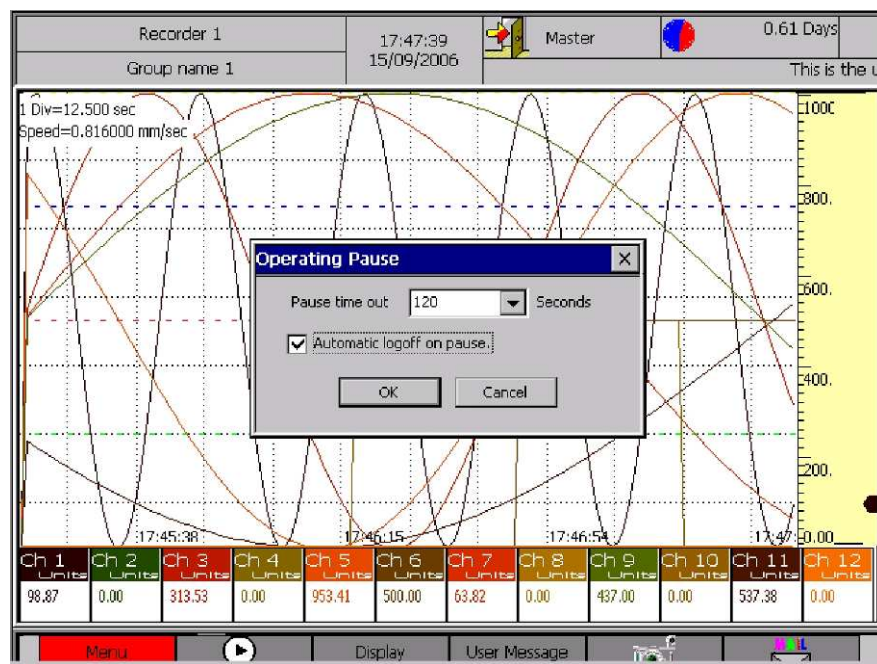 Recorder 1
17:47:39
Master
0.61 Days
Group name 1
15/09/2006
This is the u
1 Div=12.500 sec
Speed=0.816000 mm/sec
1000
800.
600.
400.
200.
0.00
Operating Pause
Pause time out 120 Seconds
Automatic logoff on pause.
OK Cancel
17:45:38 17:46:15 17:46:54 17:47:
Ch 1 Ch 2 Ch 3 Ch 4 Ch 5 Ch 6 Ch 7 Ch 8 Ch 9 Ch 10 Ch 11 Ch 12
Units Units Units Units Units Units Units Units Units Units Units Units
98.87 0.00 313.53 0.00 953.41 500.00 63.82 0.00 437.00 0.00 537.38 0.00
Menu Display User Message MAIL